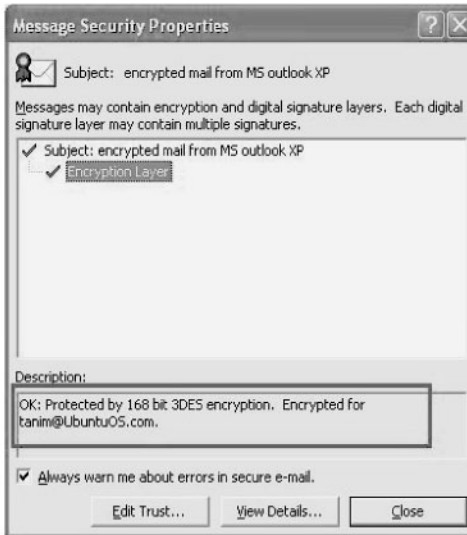 Message Security Properties
Subject: encrypted mail from MS outlook XP
Messages may contain encryption and digital signature layers. Each digital
signature layer may contain multiple signatures.
Subject: encrypted mail from MS outlook XP
Encryption Layer
Description:
OK: Protected by 168 bit 3DES encryption. Encrypted for
tanim@UbuntuOS.com.
Always warn me about errors in secure e-mail.
Edit Trust... View Details... Close